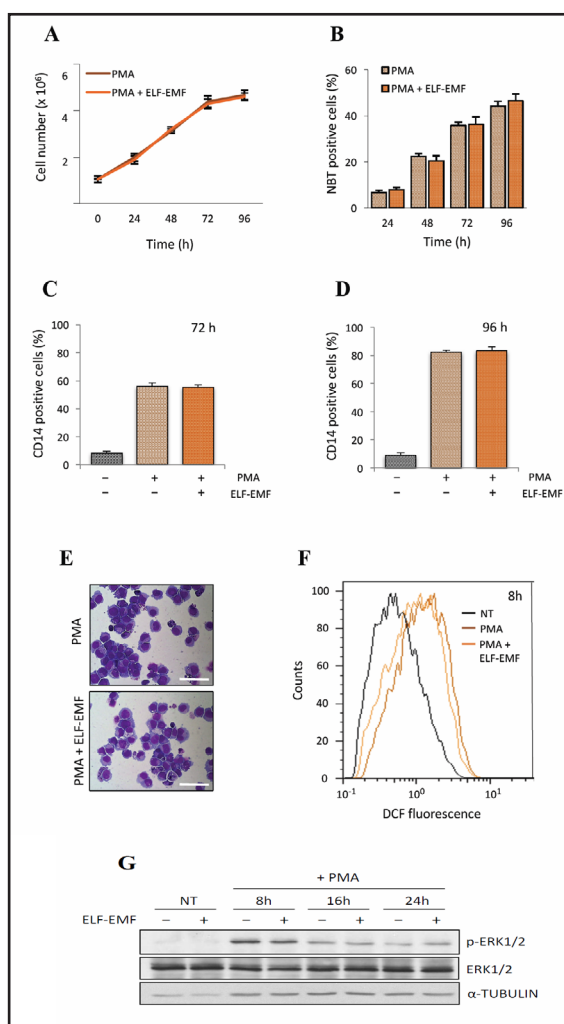 A
Cell number (x 10⁶)
PMA
PMA + ELF-EMF
6
4
2
0 24 48 72 96
Time (h)
B
NBT positive cells (%)
PMA
PMA + ELF-EMF
60
40
20
0
24 48 72 96
Time (h)
C
CD14 positive cells (%)
72 h
100
80
60
40
20
0
– + + PMA
– – + ELF-EMF
D
CD14 positive cells (%)
96 h
100
80
60
40
20
0
– + + PMA
– – + ELF-EMF
E
PMA
PMA + ELF-EMF
F
Counts
8h
NT
PMA
PMA +
ELF-EMF
100
80
60
40
20
0
10⁻¹ 10⁰ 10¹
DCF fluorescence
G
+ PMA
NT 8h 16h 24h
ELF-EMF – + – + – + – +
p-ERK1/2
ERK1/2
α-TUBULIN